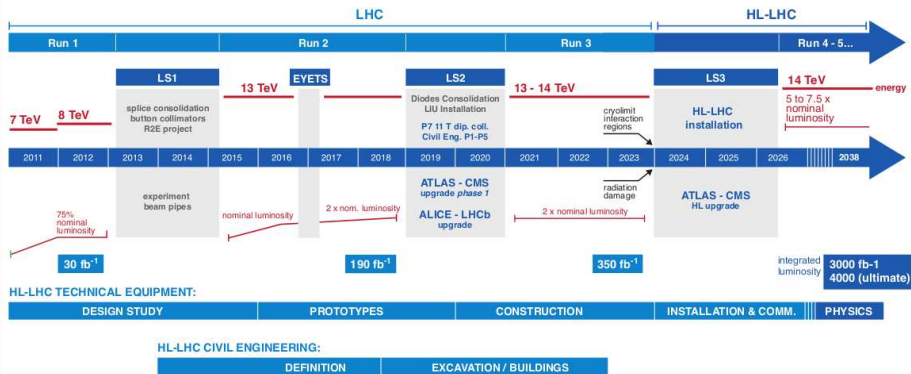 LHC
HL-LHC
Run 1
Run 2
Run 3
Run 4 - 5...
LS1
EYETS
LS2
LS3
14 TeV
13 TeV
13 - 14 TeV
energy
7 TeV
8 TeV
splice consolidation
button collimators
R2E project
Diodes Consolidation
LIU Installation
P7 11 T dip. coll.
Civil Eng. P1-P5
cryolimit
interaction
regions
HL-LHC
installation
5 to 7.5 x
nominal
luminosity
2011
2012
2013
2014
2015
2016
2017
2018
2019
2020
2021
2022
2023
2024
2025
2026
2038
75%
nominal
luminosity
experiment
beam pipes
nominal luminosity
2 x nom. luminosity
ATLAS - CMS
upgrade phase 1
ALICE - LHCb
upgrade
2 x nominal luminosity
radiation
damage
ATLAS - CMS
HL upgrade
30 fb-1
190 fb-1
350 fb-1
integrated
luminosity
3000 fb-1
4000 (ultimate)
HL-LHC TECHNICAL EQUIPMENT:
DESIGN STUDY
PROTOTYPES
CONSTRUCTION
INSTALLATION & COMM.
PHYSICS
HL-LHC CIVIL ENGINEERING:
DEFINITION
EXCAVATION / BUILDINGS